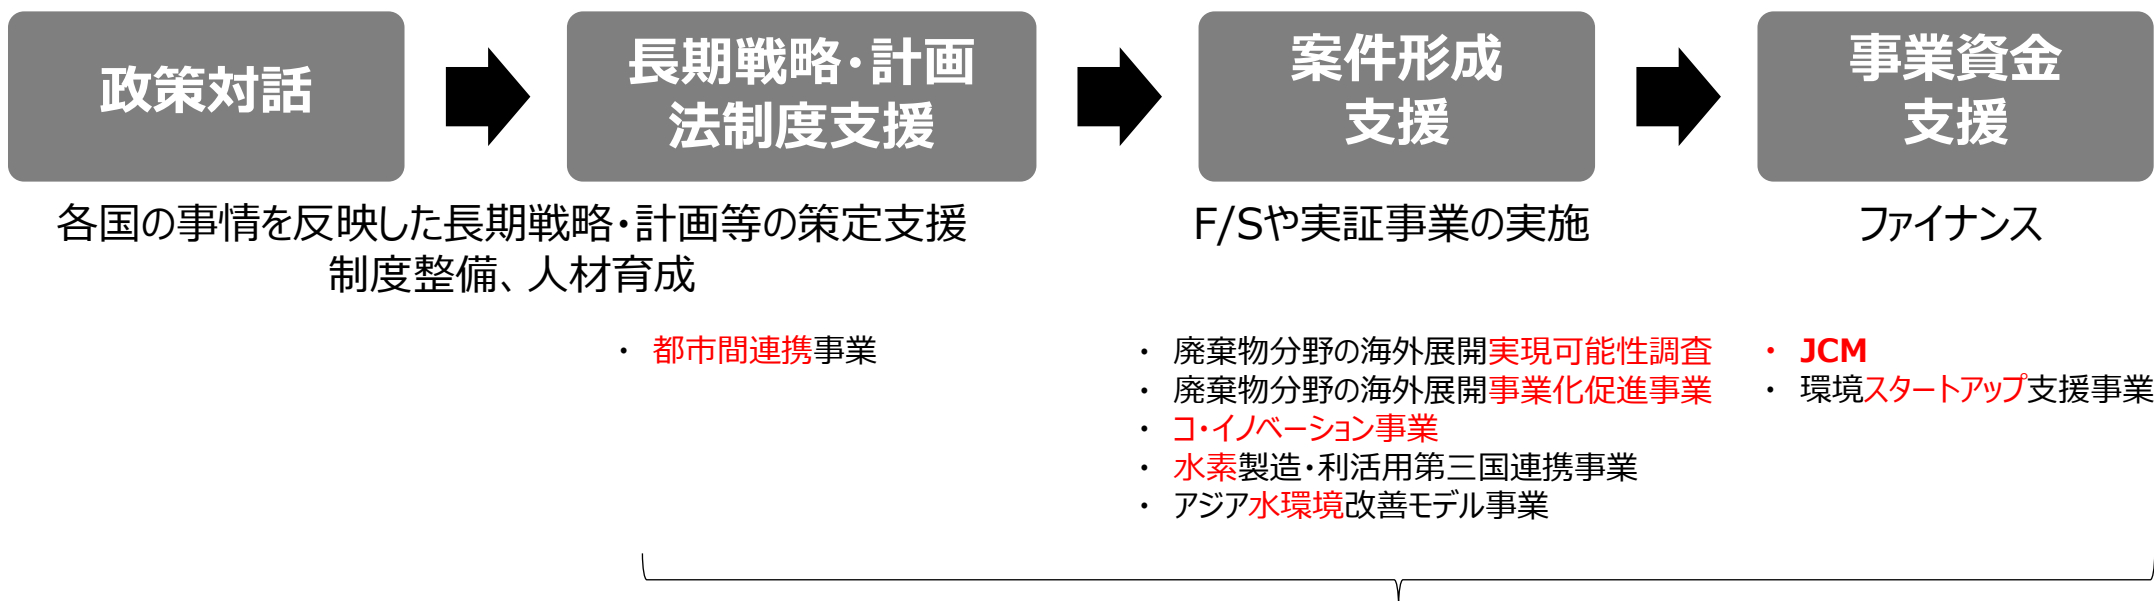 政策対話
長期戦略・計画
法制度支援
案件形成
支援
事業資金
支援
各国の事情を反映した長期戦略・計画等の策定支援
制度整備、人材育成
F/Sや実証事業の実施
ファイナンス
・ 都市間連携事業
・ 廃棄物分野の海外展開実現可能性調査
・ 廃棄物分野の海外展開事業化促進事業
・ コ・イノベーション事業
・ 水素製造・利活用第三国連携事業
・ アジア水環境改善モデル事業
・ JCM
・ 環境スタートアップ支援事業